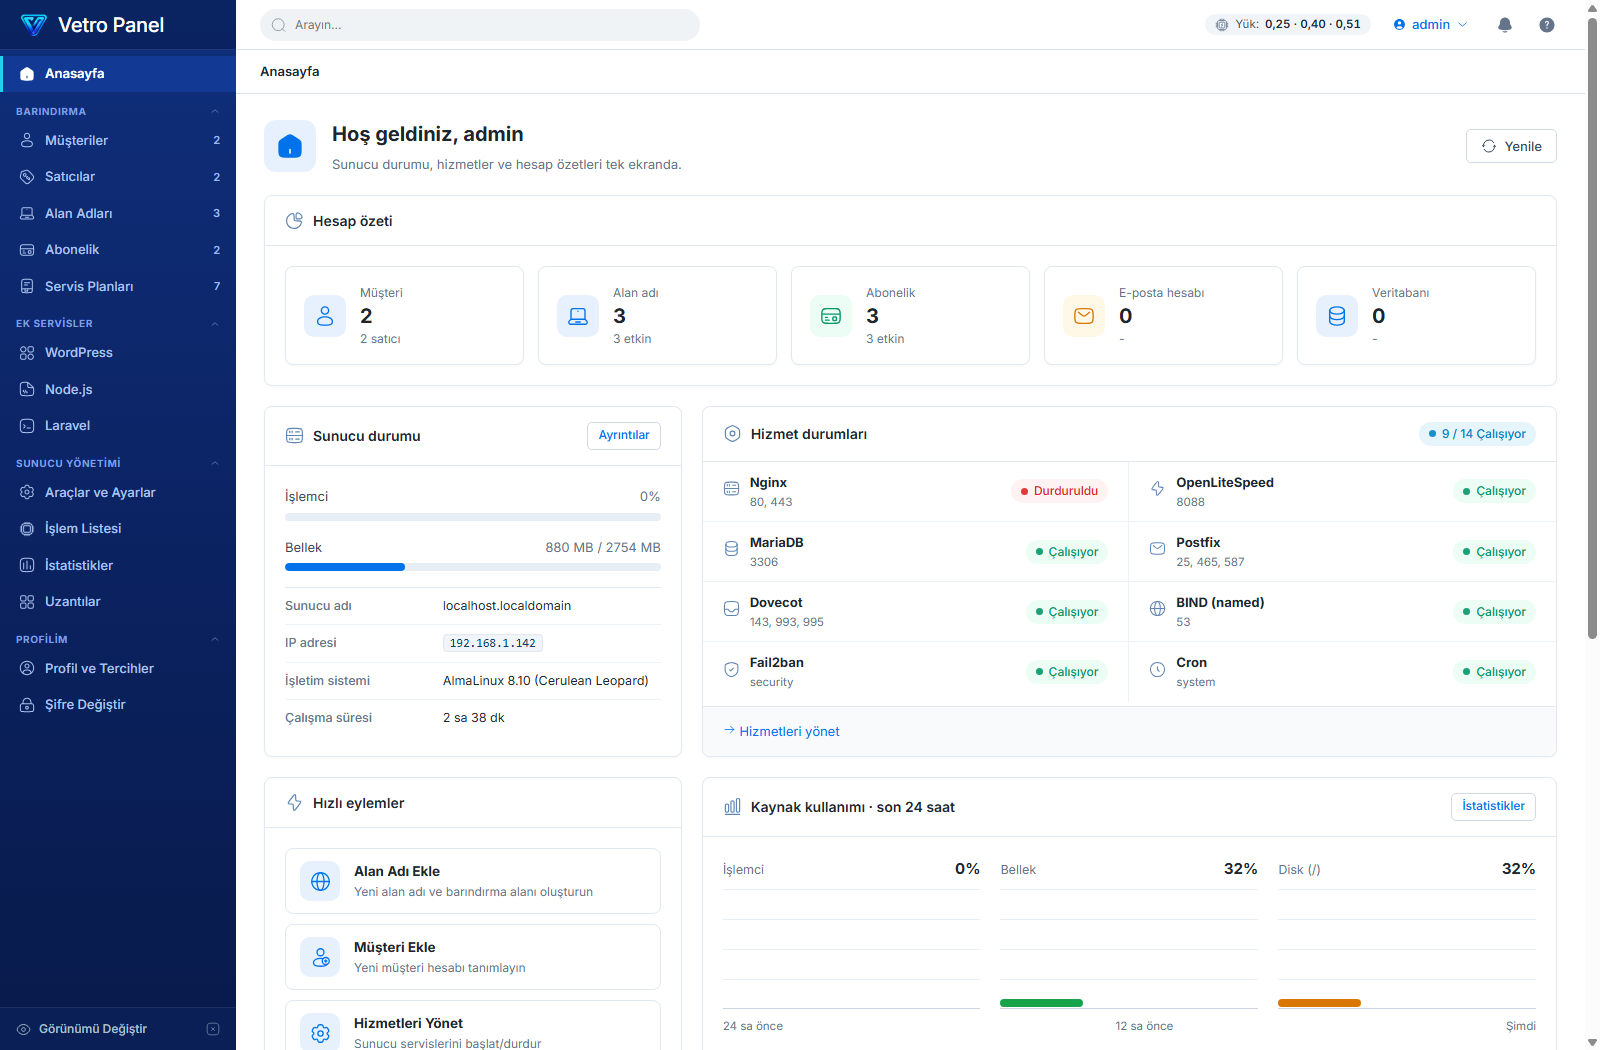 Vetro Panel
Arayın...
Yük: 0,25 · 0,40 · 0,51
admin
Anasayfa
BARINDIRMA
Müşteriler 2
Satıcılar 2
Alan Adları 3
Abonelik 2
Servis Planları 7
EK SERVİSLER
WordPress
Node.js
Laravel
SUNUCU YÖNETİMİ
Araçlar ve Ayarlar
İşlem Listesi
İstatistikler
Uzantılar
PROFİLİM
Profil ve Tercihler
Şifre Değiştir
Görünümü Değiştir
Anasayfa
Hoş geldiniz, admin
Sunucu durumu, hizmetler ve hesap özetleri tek ekranda.
Yenile
Hesap özeti
Müşteri
2
2 satıcı
Alan adı
3
3 etkin
Abonelik
3
3 etkin
E-posta hesabı
0
-
Veritabanı
0
-
Sunucu durumu
Ayrıntılar
İşlemci 0%
Bellek 880 MB / 2754 MB
Sunucu adı localhost.localdomain
IP adresi 192.168.1.142
İşletim sistemi AlmaLinux 8.10 (Cerulean Leopard)
Çalışma süresi 2 sa 38 dk
Hizmet durumları
9 / 14 Çalışıyor
Nginx
80, 443
Durduruldu
OpenLiteSpeed
8088
Çalışıyor
MariaDB
3306
Çalışıyor
Postfix
25, 465, 587
Çalışıyor
Dovecot
143, 993, 995
Çalışıyor
BIND (named)
53
Çalışıyor
Fail2ban
security
Çalışıyor
Cron
system
Çalışıyor
→ Hizmetleri yönet
Hızlı eylemler
Alan Adı Ekle
Yeni alan adı ve barındırma alanı oluşturun
Müşteri Ekle
Yeni müşteri hesabı tanımlayın
Hizmetleri Yönet
Sunucu servislerini başlat/durdur
Kaynak kullanımı · son 24 saat
İstatistikler
İşlemci 0%
Bellek 32%
Disk (/) 32%
24 sa önce
12 sa önce
Şimdi